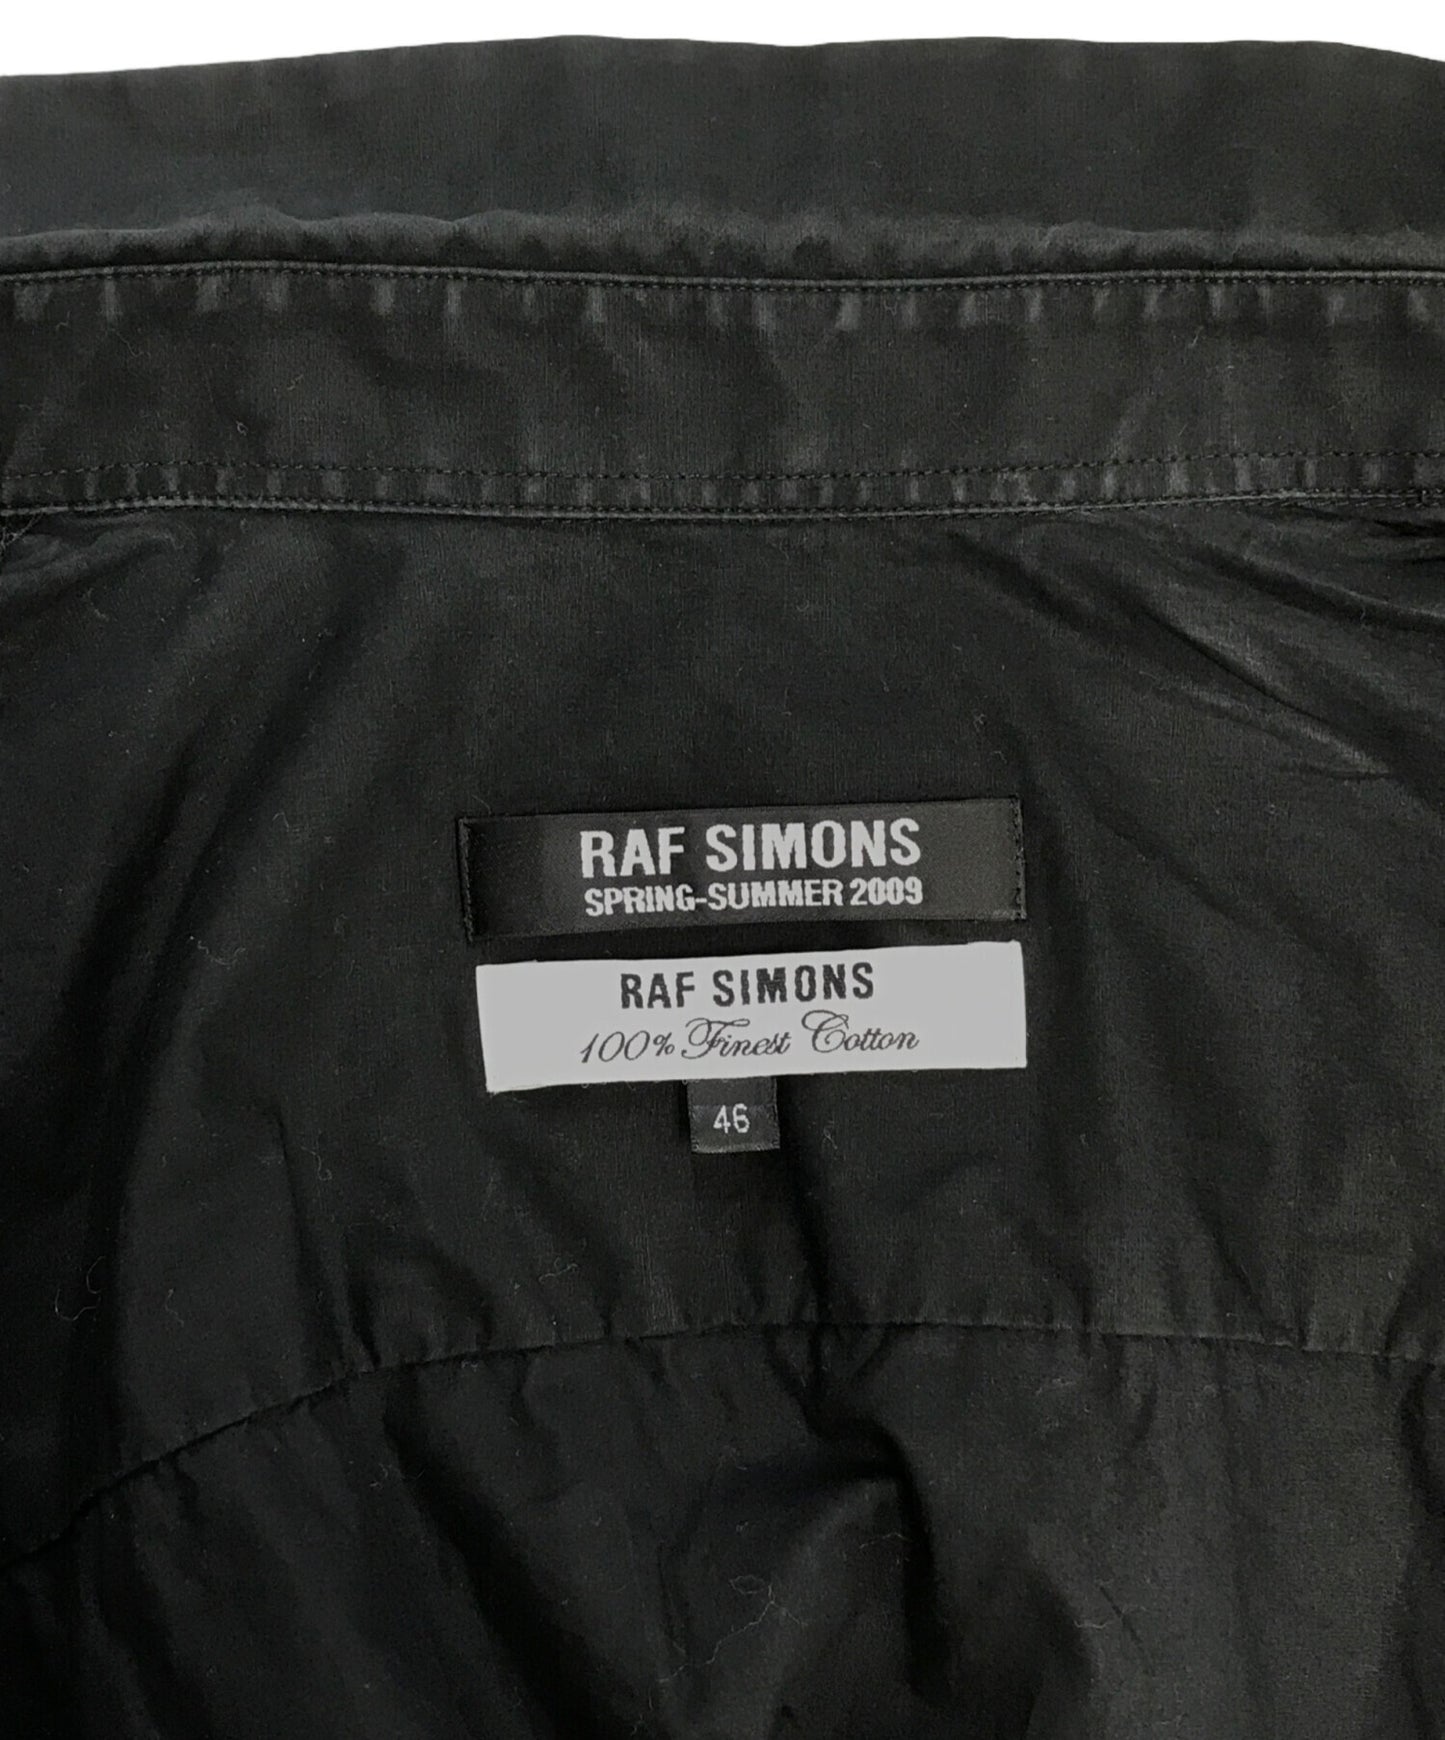 RAF SIMONS
SPRING-SUMMER 2009
RAF SIMONS
100% Finest Cotton
46